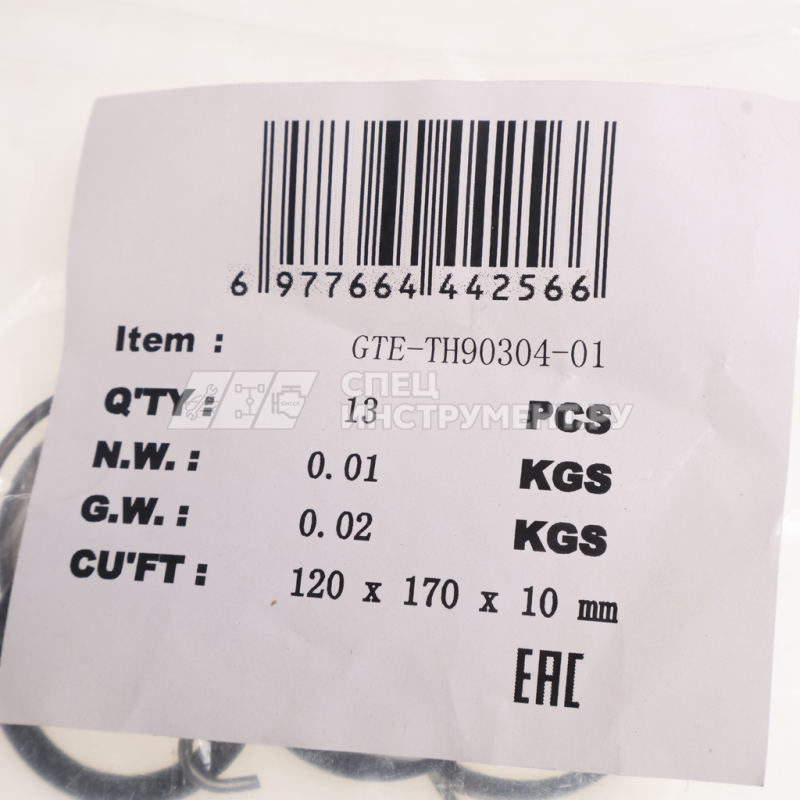 6 977664 442566
Item : GTE-TH90304-01
СПЕЦ
Q'TY : 13 PCS
ИНСТРУМЕНТ.SU
N.W. : 0.01 KGS
G.W. : 0.02 KGS
CU'FT : 120 x 170 x 10 mm
EAC